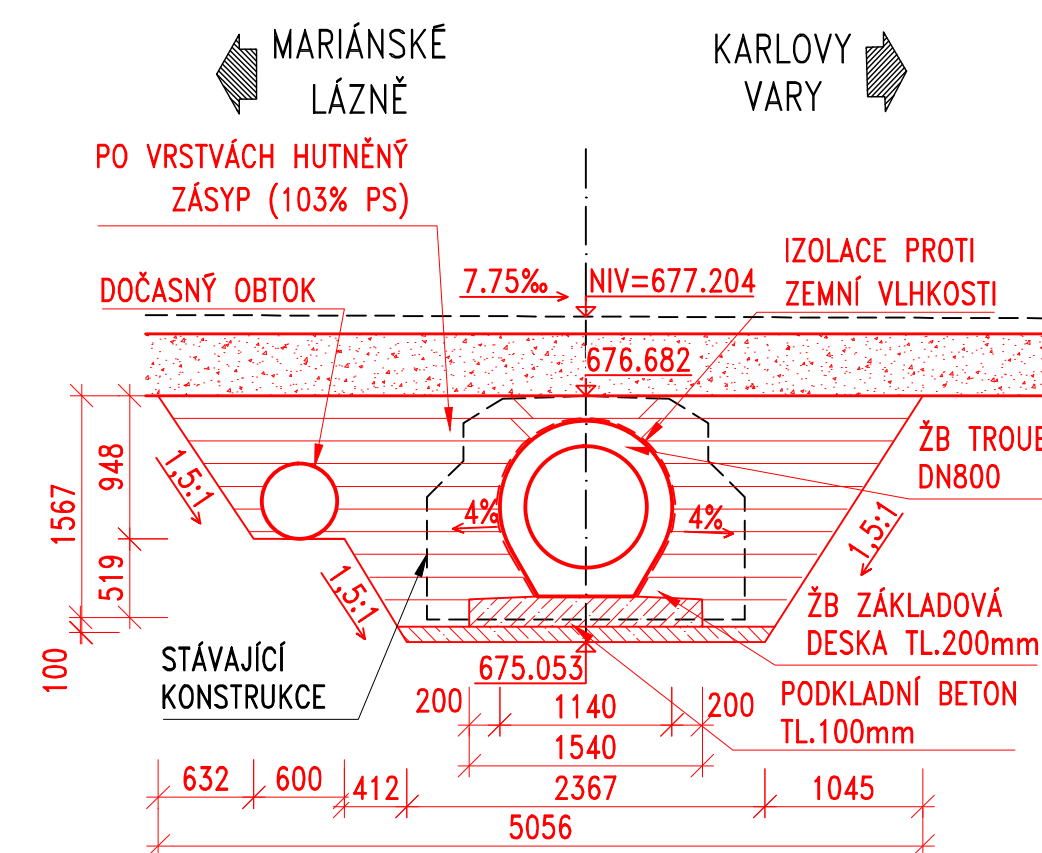 MARIÁNSKÉ
LÁZNĚ
KARLOVY
VARY
PO VRSTVÁCH HUTNĚNÝ
ZÁSYP (103% PS)
DOČASNÝ OBTOK
7.75‰
NIV=677.204
IZOLACE PROTI
ZEMNÍ VLHKOSTI
676.682
ŽB TROUB
DN800
948
1567
519
100
1,5:1
1,5:1
1,5:1
4%
4%
ŽB ZÁKLADOVÁ
DESKA TL.200mm
STÁVAJÍCÍ
KONSTRUKCE
675.053
PODKLADNÍ BETON
TL.100mm
200
1140
200
1540
632
600
412
2367
1045
5056